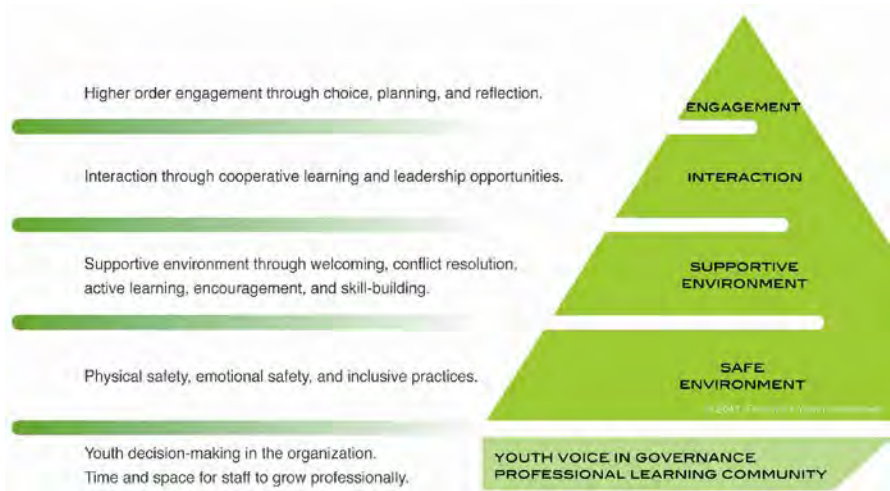 Higher order engagement through choice, planning, and reflection.
ENGAGEMENT
Interaction through cooperative learning and leadership opportunities.
INTERACTION
Supportive environment through welcoming, conflict resolution,
active learning, encouragement, and skill-building.
SUPPORTIVE
ENVIRONMENT
Physical safety, emotional safety, and inclusive practices.
SAFE
ENVIRONMENT
Youth decision-making in the organization.
Time and space for staff to grow professionally.
YOUTH VOICE IN GOVERNANCE
PROFESSIONAL LEARNING COMMUNITY